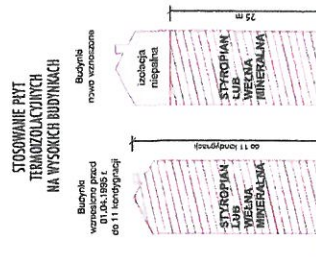 STOSOWANIE PŁYT
TERMOIZOLACYJNYCH
NA WYSOKICH BUDYNKACH
Budynki
nowo wznoszone
izolacja
niepalna
STYROPIAN
LUB
WEŁNA
MINERALNA
25 m
Budynki
wzniesione przed
01.04.1995 r.
do 11 kondygnacji
STYROPIAN
LUB
WEŁNA
MINERALNA
do 11 kondygnacji